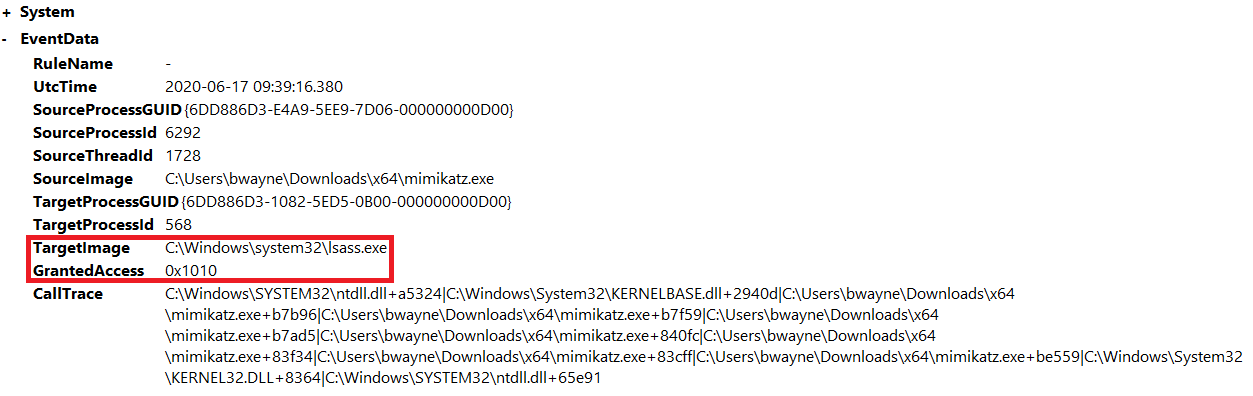 + System
- EventData
RuleName -
UtcTime 2020-06-17 09:39:16.380
SourceProcessGUID {6DD886D3-E4A9-5EE9-7D06-000000000D00}
SourceProcessId 6292
SourceThreadId 1728
SourceImage C:\Users\bwayne\Downloads\x64\mimikatz.exe
TargetProcessGUID {6DD886D3-1082-5ED5-0B00-000000000D00}
TargetProcessId 568
TargetImage C:\Windows\system32\lsass.exe
GrantedAccess 0x1010
CallTrace C:\Windows\SYSTEM32\ntdll.dll+a5324|C:\Windows\System32\KERNELBASE.dll+2940d|C:\Users\bwayne\Downloads\x64
\mimikatz.exe+b7b96|C:\Users\bwayne\Downloads\x64\mimikatz.exe+b7f59|C:\Users\bwayne\Downloads\x64
\mimikatz.exe+b7ad5|C:\Users\bwayne\Downloads\x64\mimikatz.exe+840fc|C:\Users\bwayne\Downloads\x64
\mimikatz.exe+83f34|C:\Users\bwayne\Downloads\x64\mimikatz.exe+83cff|C:\Users\bwayne\Downloads\x64\mimikatz.exe+be559|C:\Windows\System32
\KERNEL32.DLL+8364|C:\Windows\SYSTEM32\ntdll.dll+65e91